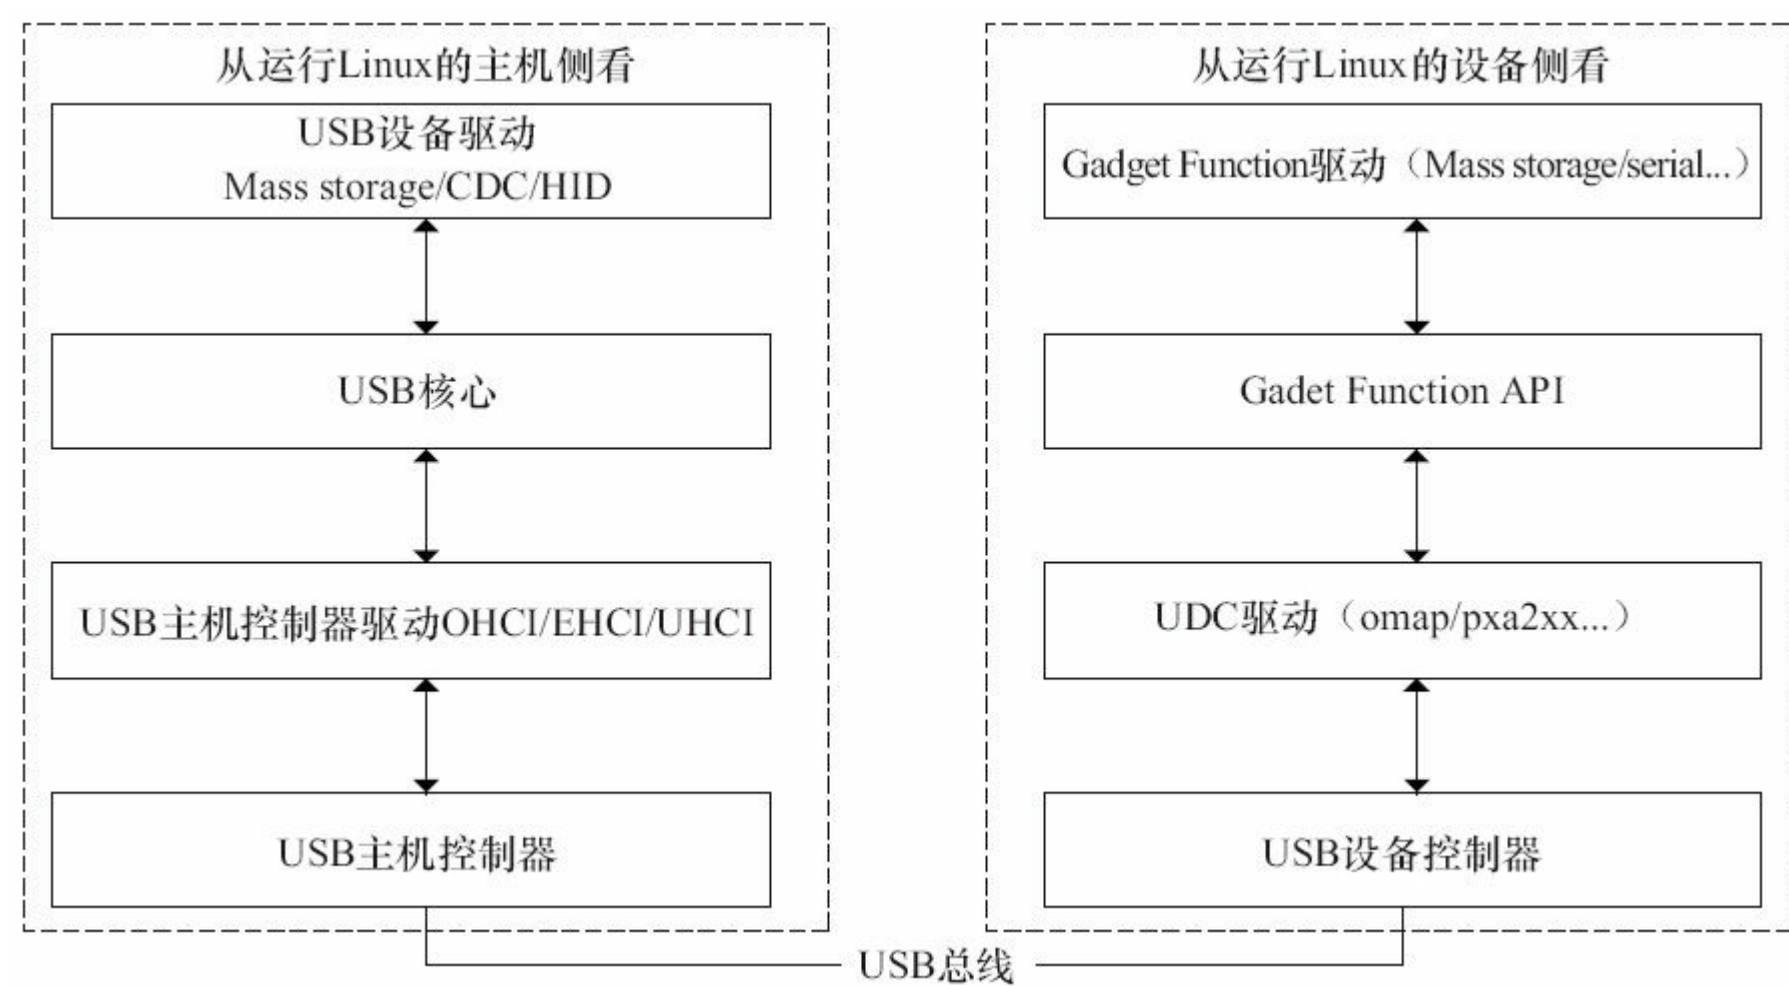 从运行Linux的主机侧看
USB设备驱动
Mass storage/CDC/HID
USB核心
USB主机控制器驱动OHCI/EHCI/UHCI
USB主机控制器
从运行Linux的设备侧看
Gadget Function驱动（Mass storage/serial...）
Gadet Function API
UDC驱动（omap/pxa2xx...）
USB设备控制器
USB总线